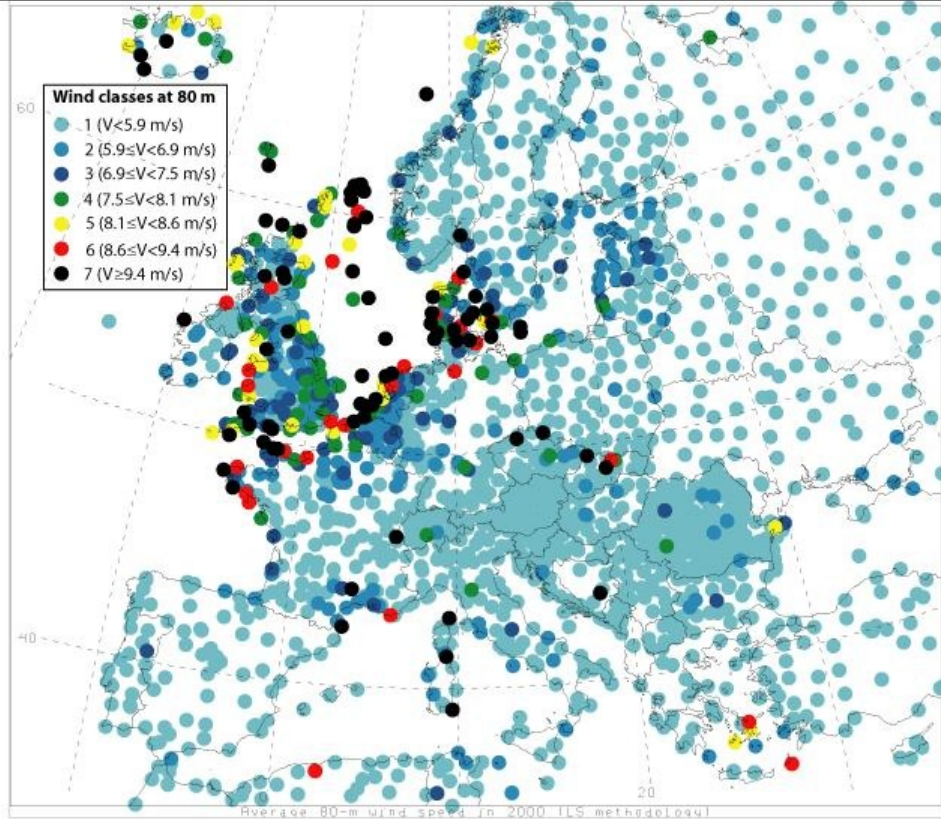 60
Wind classes at 80 m
1 (V<5.9 m/s)
2 (5.9≤V<6.9 m/s)
3 (6.9≤V<7.5 m/s)
4 (7.5≤V<8.1 m/s)
5 (8.1≤V<8.6 m/s)
6 (8.6≤V<9.4 m/s)
7 (V≥9.4 m/s)
40
20
Average 80-m wind speed in 2000 (LS methodology)